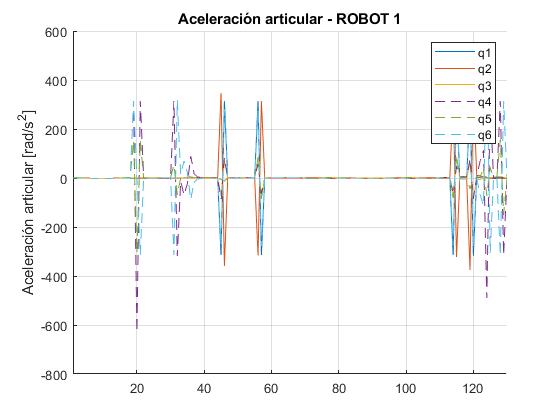 Aceleración articular - ROBOT 1
Aceleración articular [rad/s²]
600
400
200
0
-200
-400
-600
-800
20
40
60
80
100
120
q1
q2
q3
q4
q5
q6